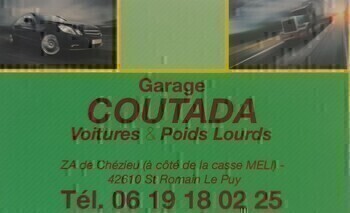 Garage
COUTADA
Voitures & Poids Lourds
ZA de Chézieu (à côté de la casse MELI) -
42610 St Romain Le Puy
Tél. 06 19 18 02 25